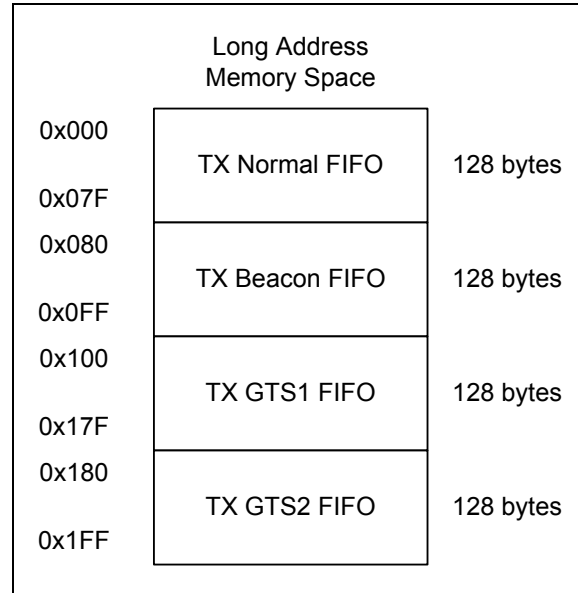 Long Address
Memory Space
0x000
TX Normal FIFO 128 bytes
0x07F
0x080
TX Beacon FIFO 128 bytes
0x0FF
0x100
TX GTS1 FIFO 128 bytes
0x17F
0x180
TX GTS2 FIFO 128 bytes
0x1FF